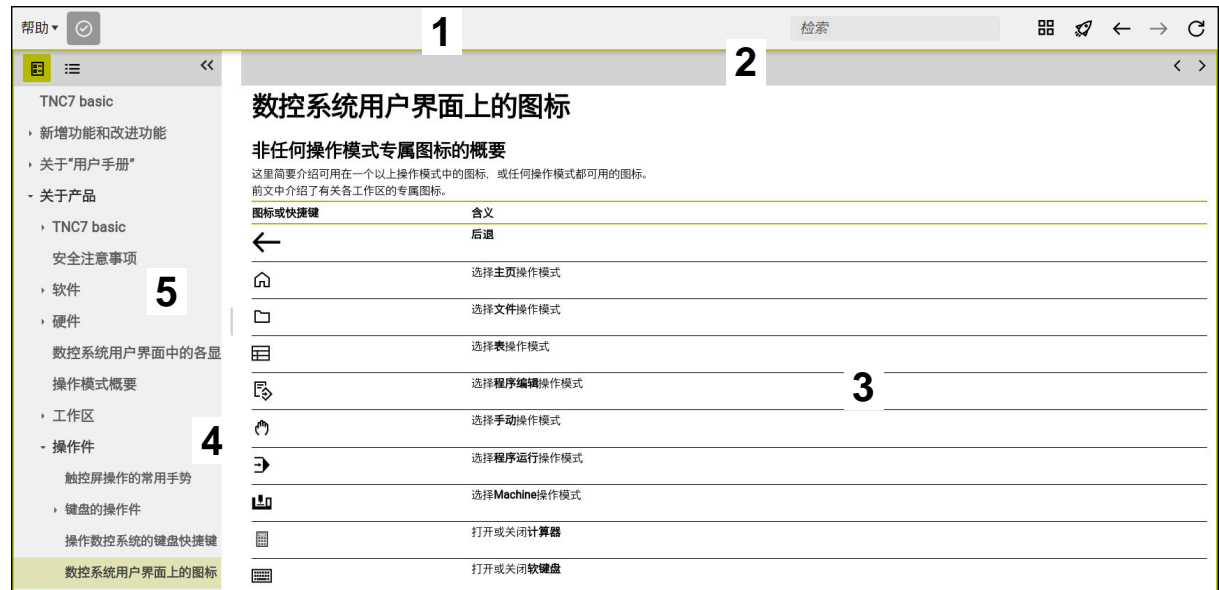 帮助
检索
1
2
TNC7 basic
新增功能和改进功能
关于“用户手册”
关于产品
TNC7 basic
安全注意事项
软件
硬件
数控系统用户界面中的各显
操作模式概要
工作区
操作件
触控屏操作的常用手势
键盘的操作件
操作数控系统的键盘快捷键
数控系统用户界面上的图标
5
4
数控系统用户界面上的图标
非任何操作模式专属图标的概要
这里简要介绍可用在一个以上操作模式中的图标，或任何操作模式都可用的图标。
前文中介绍了有关各工作区的专属图标。
图标或快捷键 含义
后退
选择主页操作模式
选择文件操作模式
选择表操作模式
选择程序编辑操作模式
3
选择手动操作模式
选择程序运行操作模式
选择Machine操作模式
打开或关闭计算器
打开或关闭软键盘